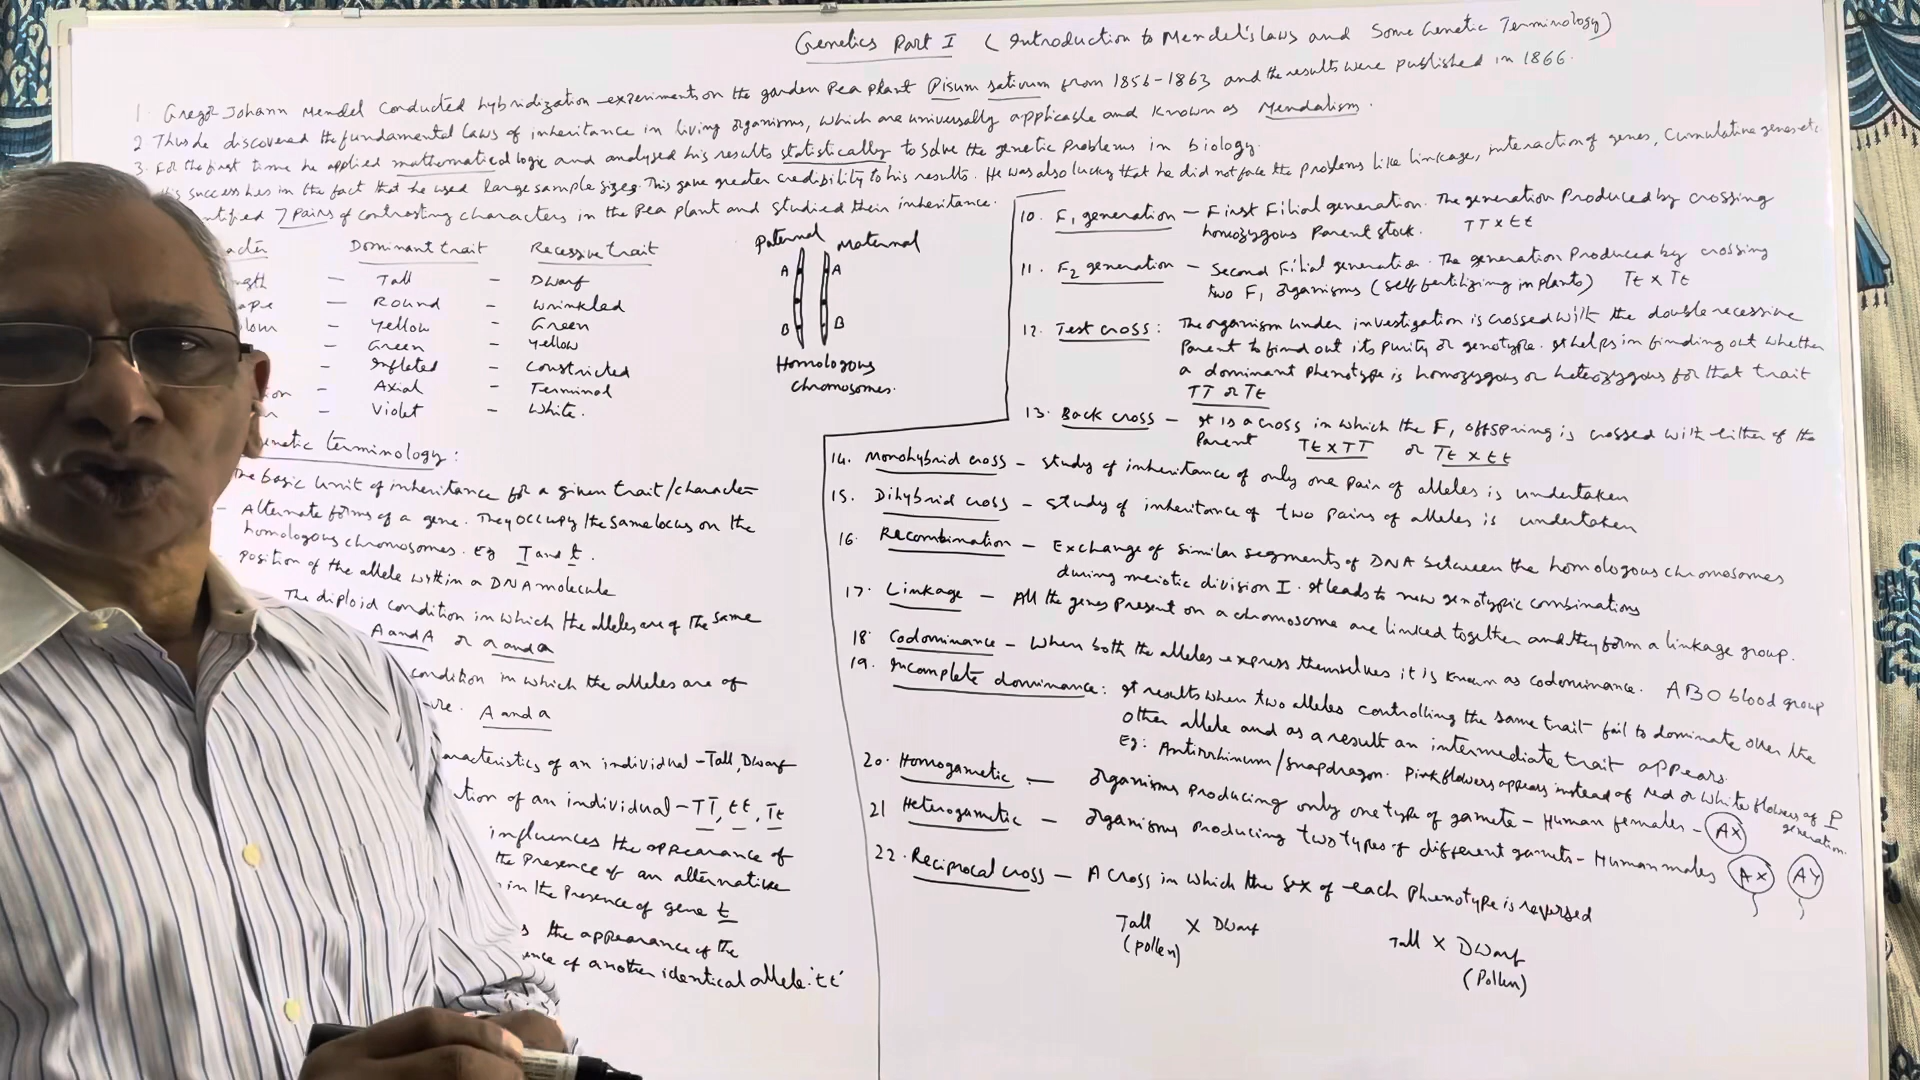 Genetics Part I (Introduction to Mendel's laws and Some Genetic Terminology)
1. Gregor Johann Mendel conducted hybridization experiments on the garden Pea plant Pisum sativum from 1856-1863 and the results were published in 1866.
2 Thus he discovered the fundamental laws of inheritance in living organisms, which are universally applicable and known as Mendalism.
3. For the first time he applied mathematical logic and analysed his results statistically to solve the genetic problems in biology.
His success lies in the fact that he used large sample sizes. This gave greater credibility to his results. He was also lucky that he did not face the problems like linkage, interaction of genes, Cumulative genes etc
ntified 7 pairs of contrasting characters in the Pea plant and studied their inheritance.
acter Dominant trait Recessive trait
ngth - Tall - Dwarf
ape - Round - Wrinkled
lour - Yellow - Green
- Green - Yellow
- Inflated - Constricted
ion - Axial - Terminal
- Violet - White.
Paternal Maternal
A A
B B
Homologous
chromosomes.
enetic terminology:
The basic unit of inheritance for a given trait/character
- Alternate forms of a gene. They occupy the same locus on the
homologous chromosomes. Eg T and t.
- Position of the allele within a DNA molecule
The diploid condition in which the alleles are of the same
A and A or a and a
condition in which the alleles are of
ure. A and a
aracteristics of an individual - Tall, Dwarf
tion of an individual - TT, tt, Tt
influences the appearance of
the presence of an alternative
in the presence of gene t
s the appearance of the
ence of another identical allele. 'tt'
10. F1 generation - First Filial generation. The generation produced by crossing
homozygous Parent stock. TT x tt
11. F2 generation - Second Filial generation. The generation produced by crossing
two F1 organisms (self fertilizing in plants) Tt x Tt
12. Test cross: The organism under investigation is crossed with the double recessive
parent to find out its purity or genotype. It helps in finding out whether
a dominant phenotype is homozygous or heterozygous for that trait
TT or Tt
13. Back cross - It is a cross in which the F1 offspring is crossed with either of the
Parent Tt x TT or Tt x tt
14. Monohybrid cross - study of inheritance of only one pair of alleles is undertaken
15. Dihybrid cross - study of inheritance of two pairs of alleles is undertaken
16. Recombination - Exchange of similar segments of DNA between the homologous chromosomes
during meiotic division I. It leads to new genotypic combinations
17. Linkage - All the genes present on a chromosome are linked together and they form a linkage group.
18. Codominance - When both the alleles express themselves it is known as codominance. ABO blood group
19. Incomplete dominance: It results when two alleles controlling the same trait fail to dominate over the
other allele and as a result an intermediate trait appears.
Eg: Antirrhinum/Snapdragon. Pink flowers appears instead of red or white flowers of P
generation.
20. Homogametic - organisms producing only one type of gamete - Human females - AX
21 Heterogametic - organisms producing two types of different gamets - Human males AX AY
22. Reciprocal cross - A cross in which the sex of each phenotype is reversed
Tall x Dwarf Tall x Dwarf
(pollen) (Pollen)